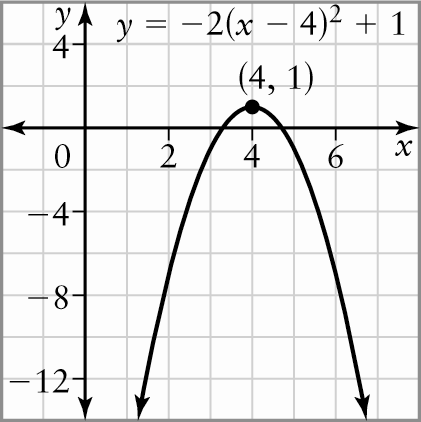 y y = −2(x − 4)² + 1
4
(4, 1)
0 2 4 6 x
−4
−8
−12